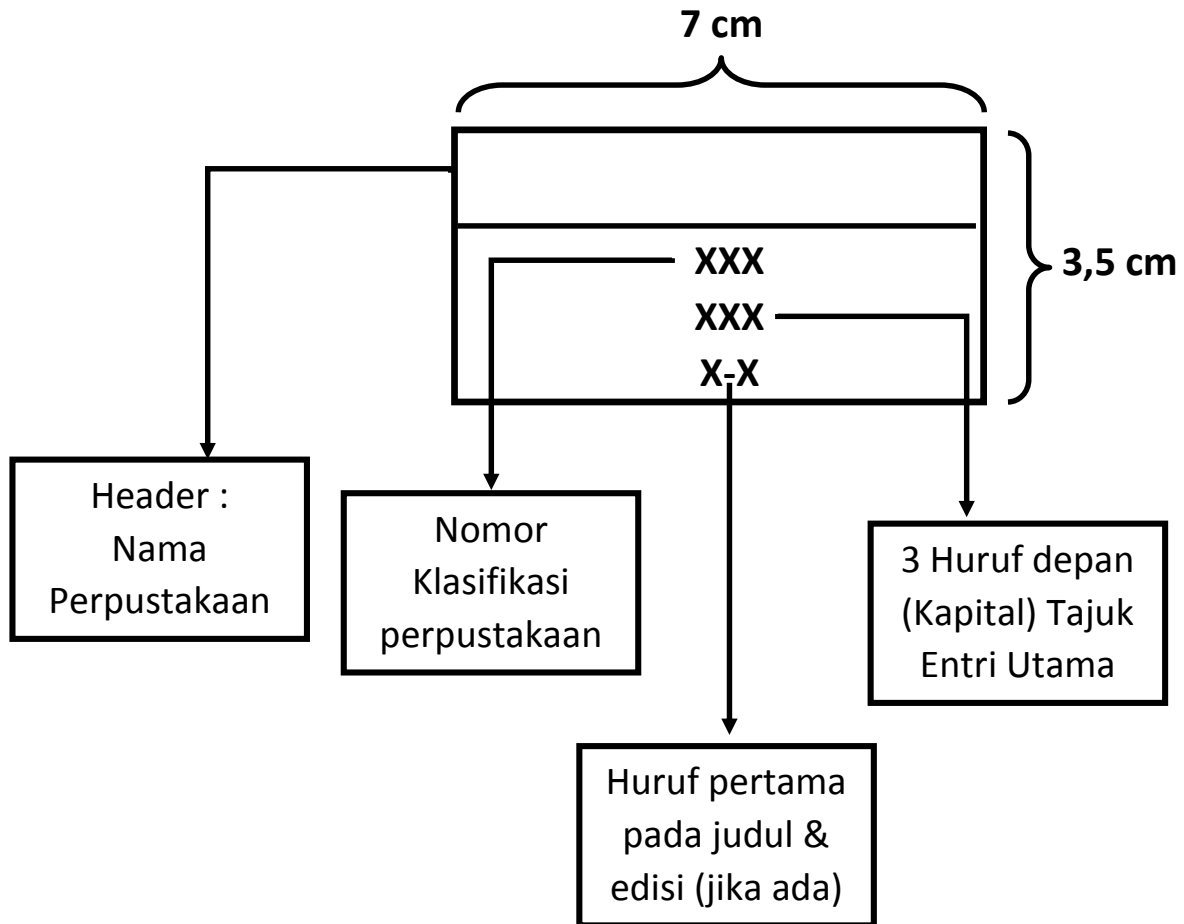 7 cm
XXX
XXX
X-X
3,5 cm
Header :
Nama
Perpustakaan
Nomor
Klasifikasi
perpustakaan
3 Huruf depan
(Kapital) Tajuk
Entri Utama
Huruf pertama
pada judul &
edisi (jika ada)